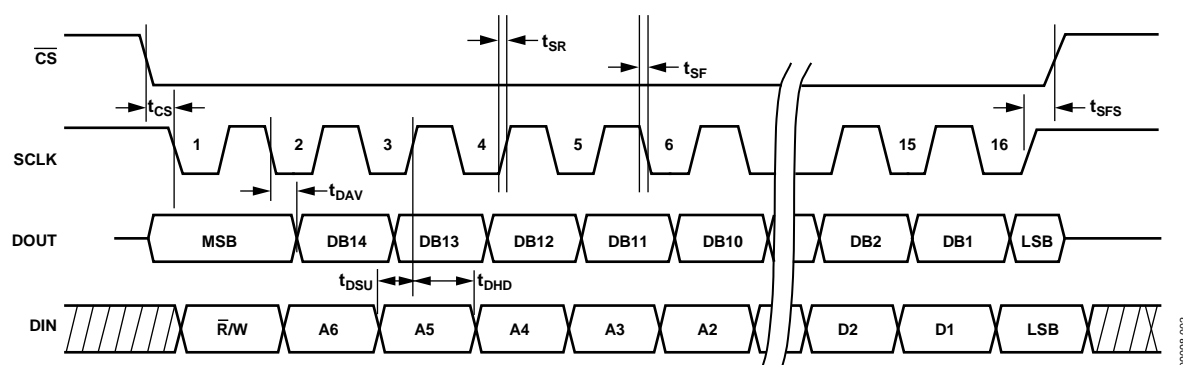 tSR
CS
tSF
tCS
tSFS
1 2 3 4 5 6 15 16
SCLK
tDAV
DOUT MSB DB14 DB13 DB12 DB11 DB10 DB2 DB1 LSB
tDSU tDHD
DIN R/W A6 A5 A4 A3 A2 D2 D1 LSB